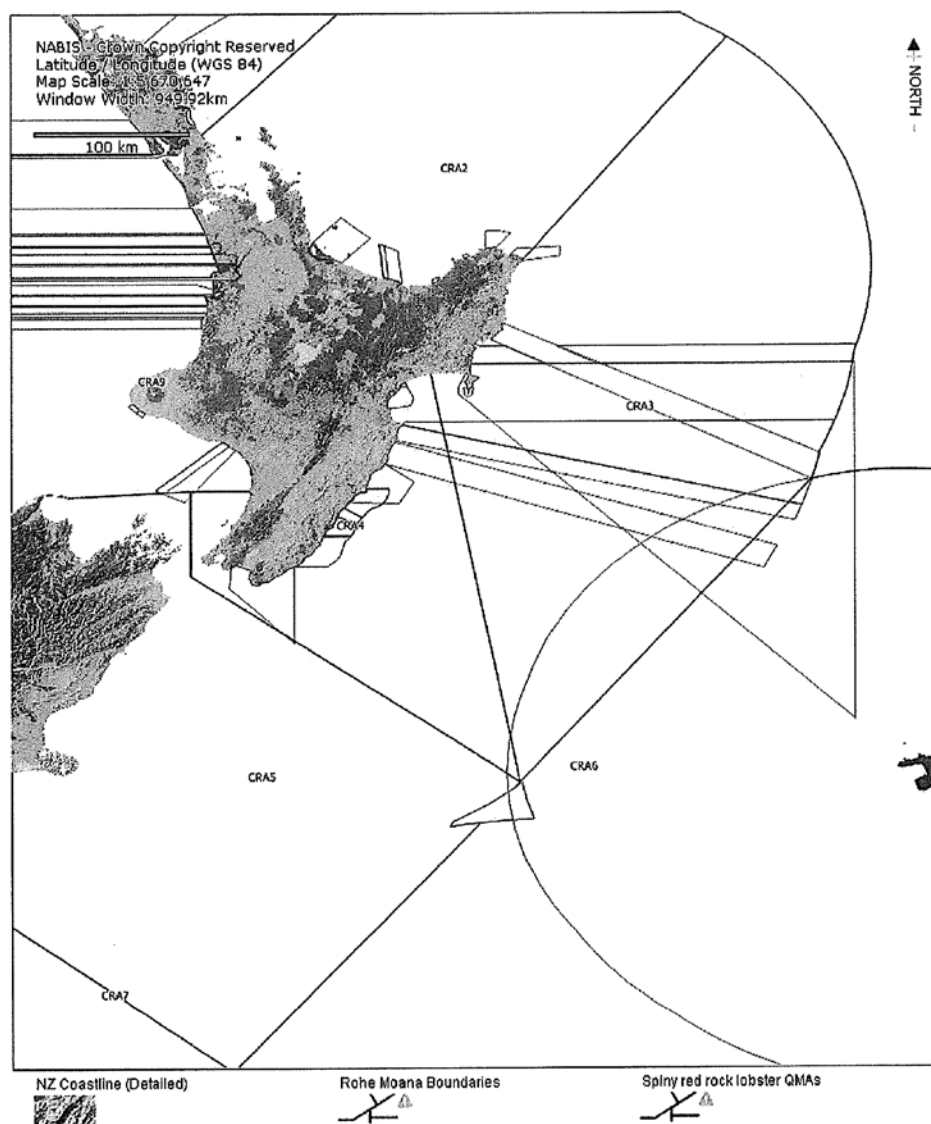 NABIS - Crown Copyright Reserved
Latitude / Longitude (WGS 84)
Map Scale: 1:5,670,647
Window Width: 949.92km
100 km
NORTH
CRA2
CRA9
CRA3
CRA4
CRA5
CRA6
CRA7
NZ Coastline (Detailed)
Rohe Moana Boundaries
Spiny red rock lobster QMAs